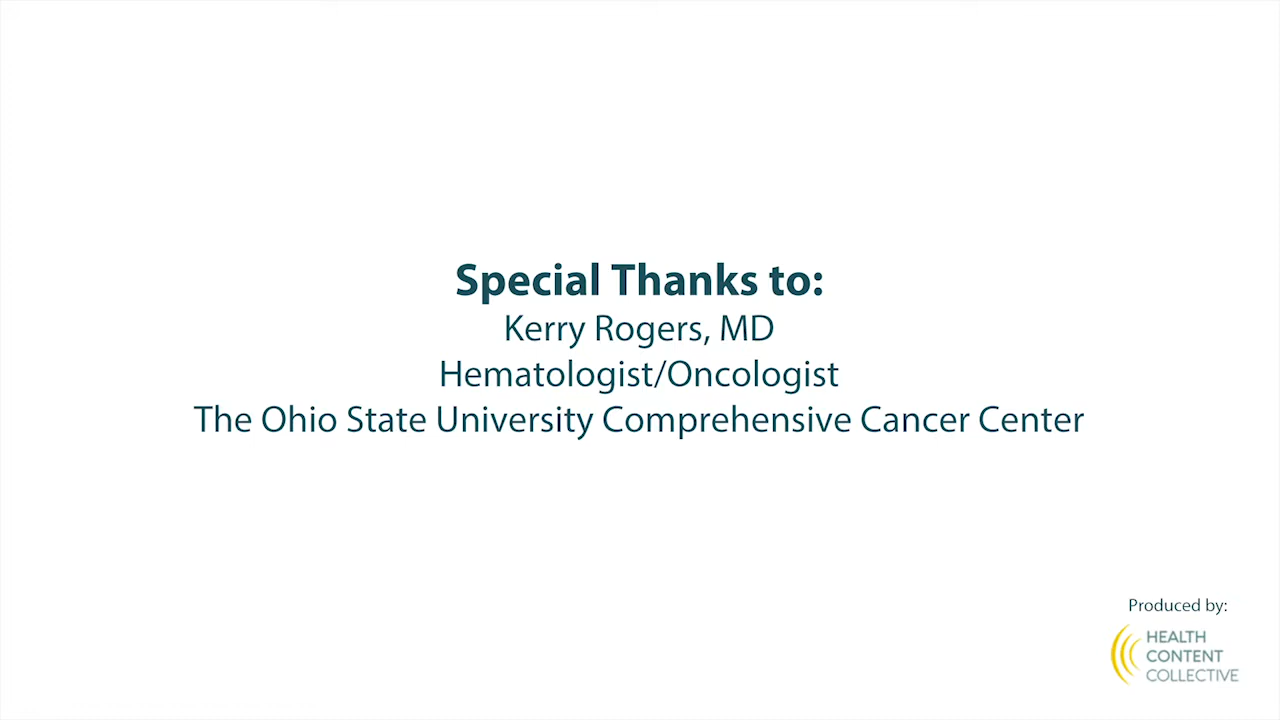 Special Thanks to:
Kerry Rogers, MD
Hematologist/Oncologist
The Ohio State University Comprehensive Cancer Center
Produced by:
HEALTH
CONTENT
COLLECTIVE